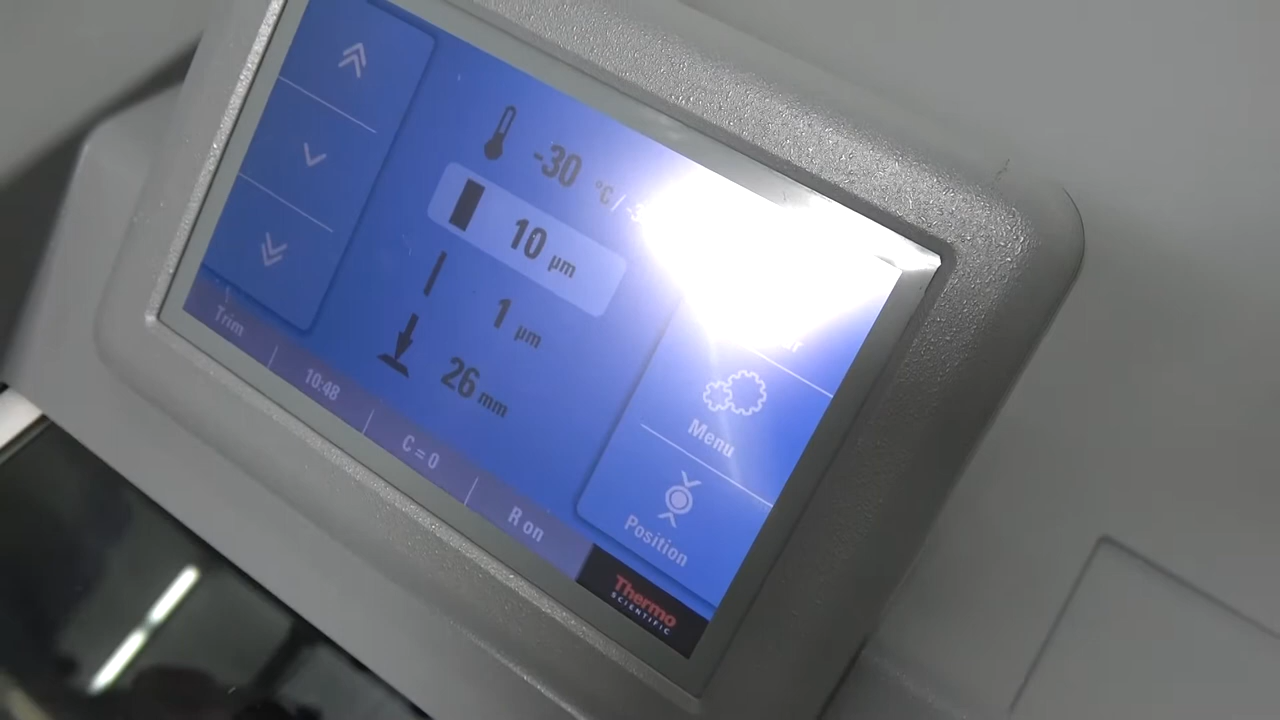 -30 °C /
10 µm
1 µm
26 mm
Menu
Position
Trim
10:48
C = 0
R on
Thermo
SCIENTIFIC